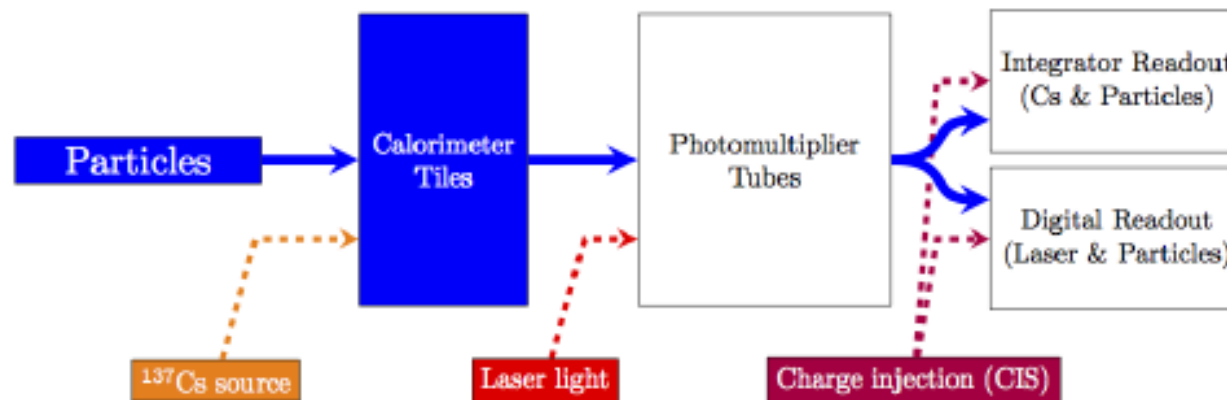 Particles
Calorimeter
Tiles
Photomultiplier
Tubes
Integrator Readout
(Cs & Particles)
Digital Readout
(Laser & Particles)
¹³⁷Cs source
Laser light
Charge injection (CIS)